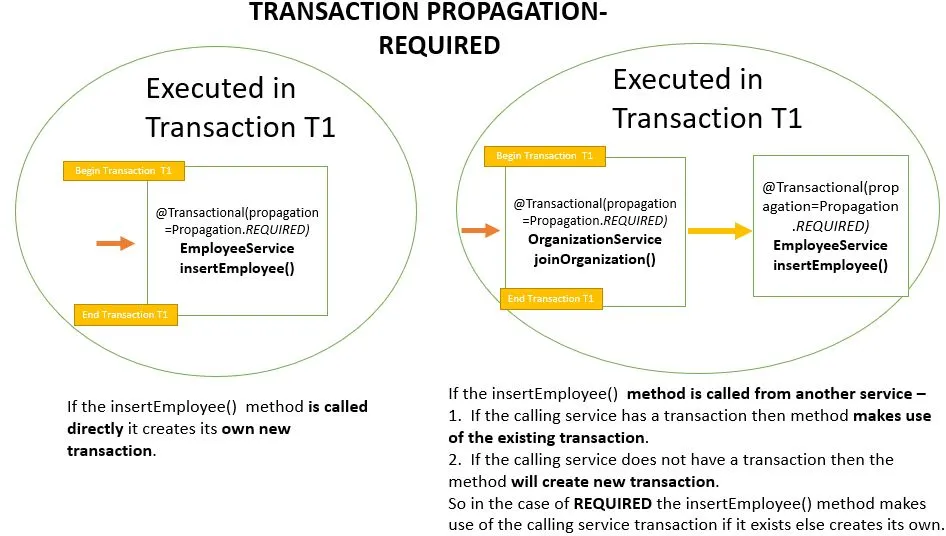 TRANSACTION PROPAGATION-
REQUIRED
Executed in
Transaction T1
Begin Transaction T1
@Transactional(propagation
=Propagation.REQUIRED)
EmployeeService
insertEmployee()
End Transaction T1
If the insertEmployee() method is called
directly it creates its own new
transaction.
Executed in
Transaction T1
Begin Transaction T1
@Transactional(propagation
=Propagation.REQUIRED)
OrganizationService
joinOrganization()
End Transaction T1
@Transactional(prop
agation=Propagation
.REQUIRED)
EmployeeService
insertEmployee()
If the insertEmployee() method is called from another service –
1. If the calling service has a transaction then method makes use
of the existing transaction.
2. If the calling service does not have a transaction then the
method will create new transaction.
So in the case of REQUIRED the insertEmployee() method makes
use of the calling service transaction if it exists else creates its own.